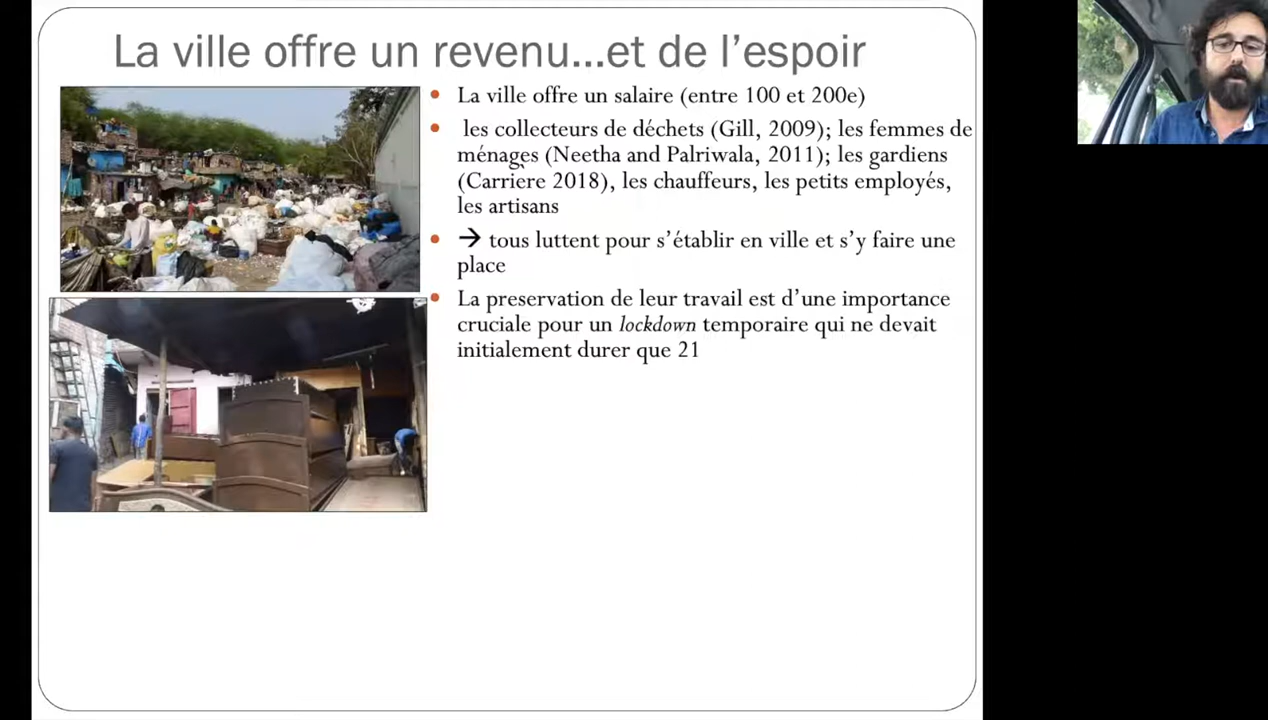 La ville offre un revenu...et de l'espoir
La ville offre un salaire (entre 100 et 200e)
les collecteurs de déchets (Gill, 2009); les femmes de
ménages (Neetha and Palriwala, 2011); les gardiens
(Carrière 2018), les chauffeurs, les petits employés,
les artisans
→ tous luttent pour s'établir en ville et s'y faire une
place
La preservation de leur travail est d'une importance
cruciale pour un lockdown temporaire qui ne devait
initialement durer que 21